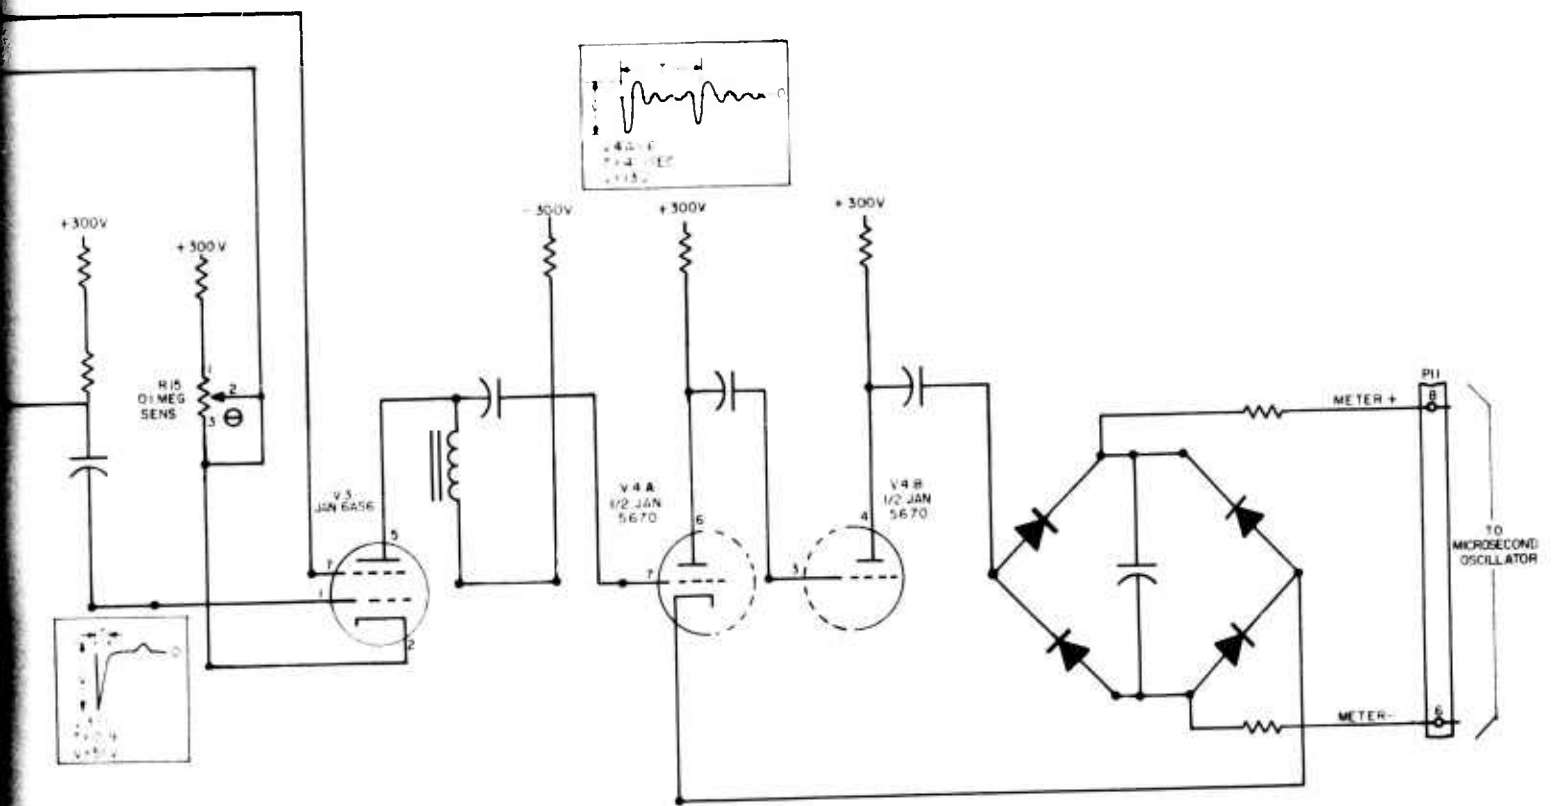 +300V
+300V
-300V
+300V
+300V
R15
0.1 MEG
SENS
1
2
3
V3
JAN 6AS6
5
7
1
2
V4A
1/2 JAN
5670
6
7
V4B
1/2 JAN
5670
4
3
P11
8
METER +
TO
MICROSECOND
OSCILLATOR
6
METER-